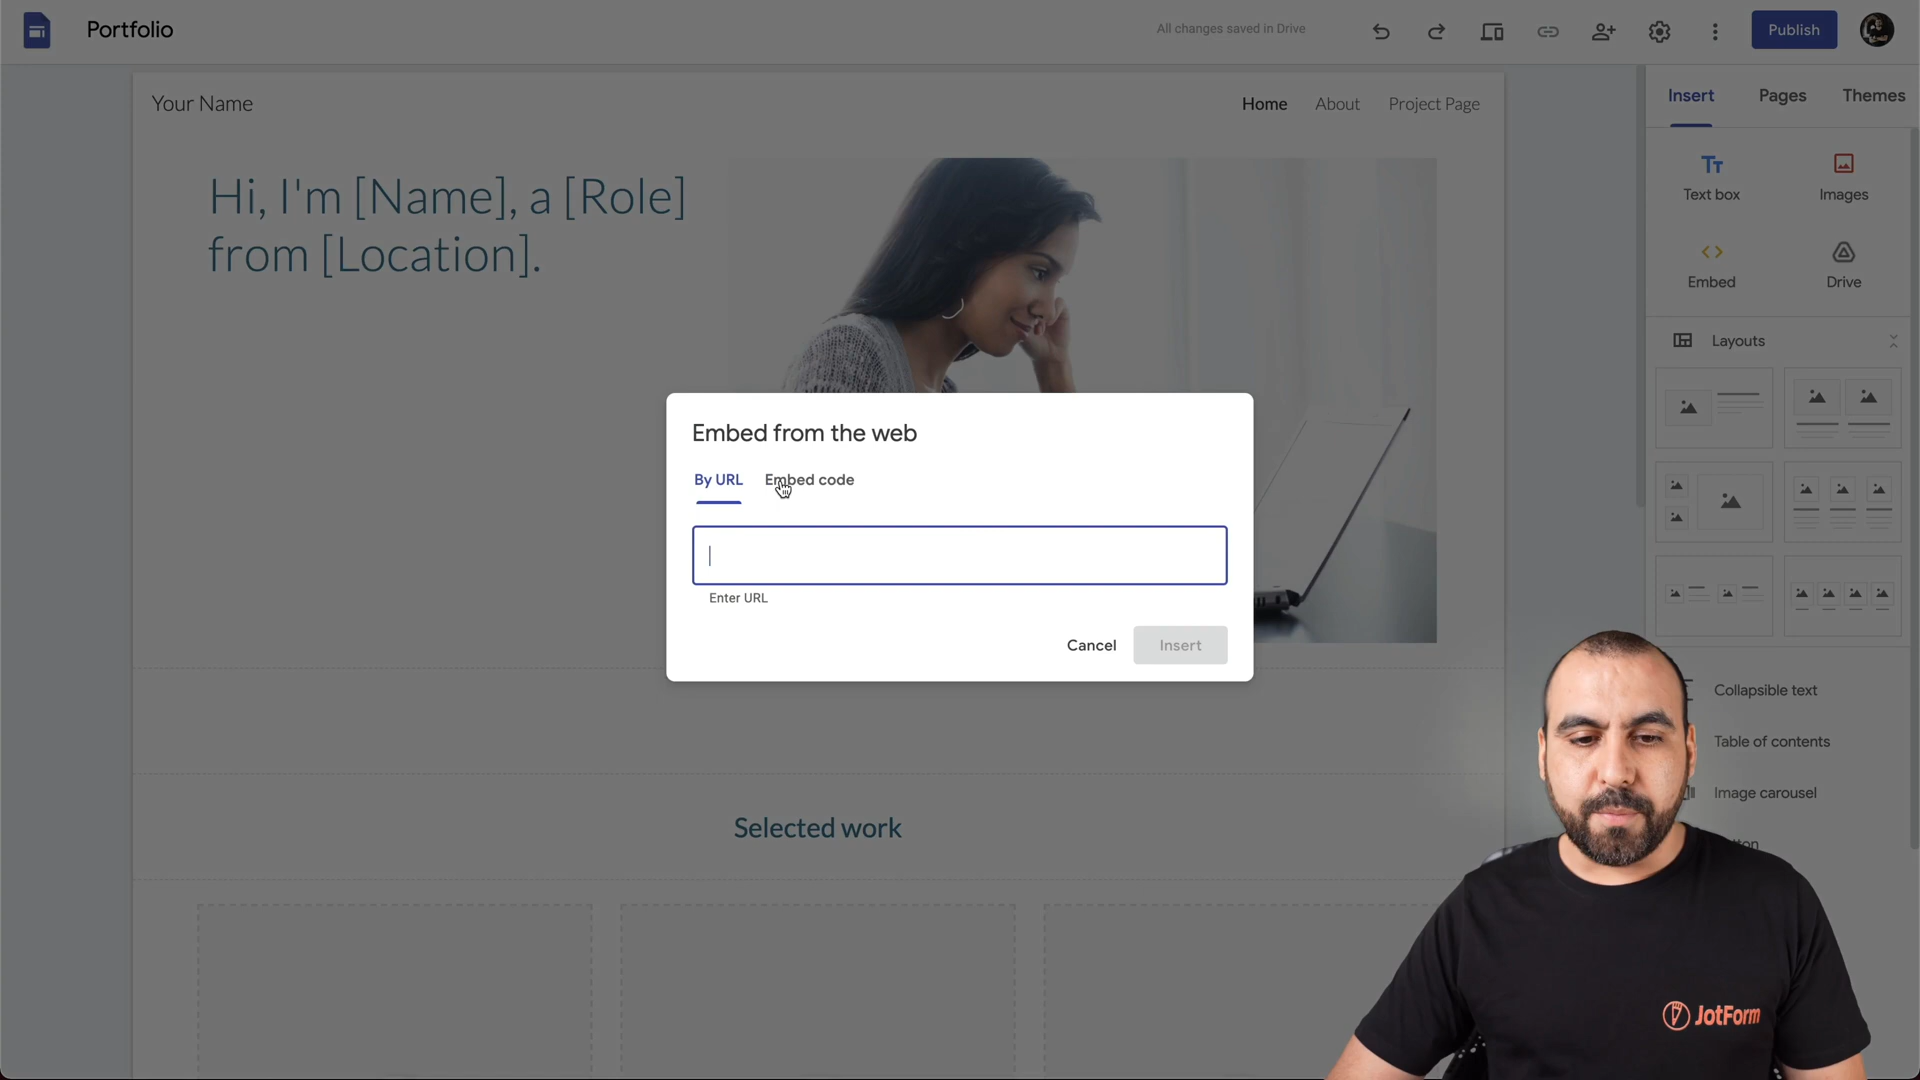 Portfolio
All changes saved in Drive
Publish
Your Name
Home
About
Project Page
Insert
Pages
Themes
Hi, I'm [Name], a [Role]
from [Location].
Tt
Text box
Images
Embed
Drive
Layouts
Embed from the web
By URL
Embed code
Enter URL
Cancel
Insert
Collapsible text
Table of contents
Image carousel
Selected work
JotForm